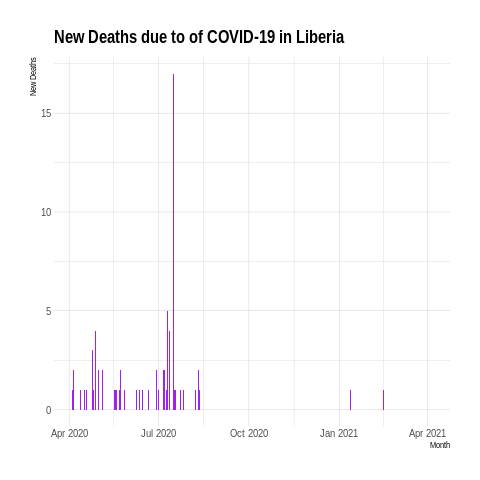 New Deaths due to of COVID-19 in Liberia
New Deaths
15
10
5
0
Apr 2020 Jul 2020 Oct 2020 Jan 2021 Apr 2021
Month